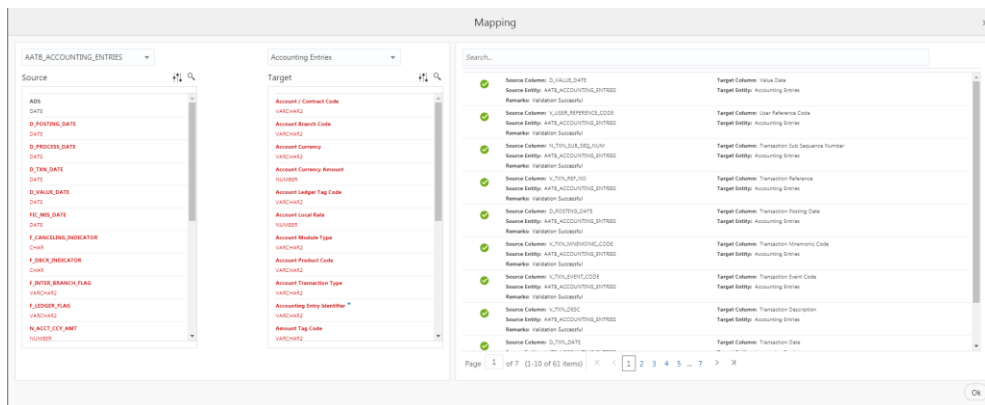 Mapping
AATB_ACCOUNTING_ENTRIES
Source
ADS
DATE
D_POSTING_DATE
DATE
D_PROCESS_DATE
DATE
D_TXN_DATE
DATE
D_VALUE_DATE
DATE
FIC_MIS_DATE
DATE
F_CANCELING_INDICATOR
CHAR
F_DBCR_INDICATOR
CHAR
F_INTER_BRANCH_FLAG
VARCHAR2
F_LEDGER_FLAG
VARCHAR2
N_ACCT_CCY_AMT
NUMBER
Accounting Entries
Target
Account / Contract Code
VARCHAR2
Account Branch Code
VARCHAR2
Account Currency
VARCHAR2
Account Currency Amount
NUMBER
Account Ledger Tag Code
VARCHAR2
Account Local Rate
NUMBER
Account Module Type
VARCHAR2
Account Product Code
VARCHAR2
Account Transaction Type
VARCHAR2
Accounting Entry Identifier *
VARCHAR2
Amount Tag Code
VARCHAR2
Search...
Source Column: D_VALUE_DATE Target Column: Value Date
Source Entity: AATB_ACCOUNTING_ENTRIES Target Entity: Accounting Entries
Remarks: Validation Successful
Source Column: V_USER_REFERENCE_CODE Target Column: User Reference Code
Source Entity: AATB_ACCOUNTING_ENTRIES Target Entity: Accounting Entries
Remarks: Validation Successful
Source Column: N_TXN_SUB_SEQ_NUM Target Column: Transaction Sub Sequence Number
Source Entity: AATB_ACCOUNTING_ENTRIES Target Entity: Accounting Entries
Remarks: Validation Successful
Source Column: V_TXN_REF_NO Target Column: Transaction Reference
Source Entity: AATB_ACCOUNTING_ENTRIES Target Entity: Accounting Entries
Remarks: Validation Successful
Source Column: D_POSTING_DATE Target Column: Transaction Posting Date
Source Entity: AATB_ACCOUNTING_ENTRIES Target Entity: Accounting Entries
Remarks: Validation Successful
Source Column: V_TXN_MNEMONIC_CODE Target Column: Transaction Mnemonic Code
Source Entity: AATB_ACCOUNTING_ENTRIES Target Entity: Accounting Entries
Remarks: Validation Successful
Source Column: V_TXN_EVENT_CODE Target Column: Transaction Event Code
Source Entity: AATB_ACCOUNTING_ENTRIES Target Entity: Accounting Entries
Remarks: Validation Successful
Source Column: V_TXN_DESC Target Column: Transaction Description
Source Entity: AATB_ACCOUNTING_ENTRIES Target Entity: Accounting Entries
Remarks: Validation Successful
Source Column: D_TXN_DATE Target Column: Transaction Date
Page 1 of 7 (1-10 of 61 items) 1 2 3 4 5 ... 7
Ok